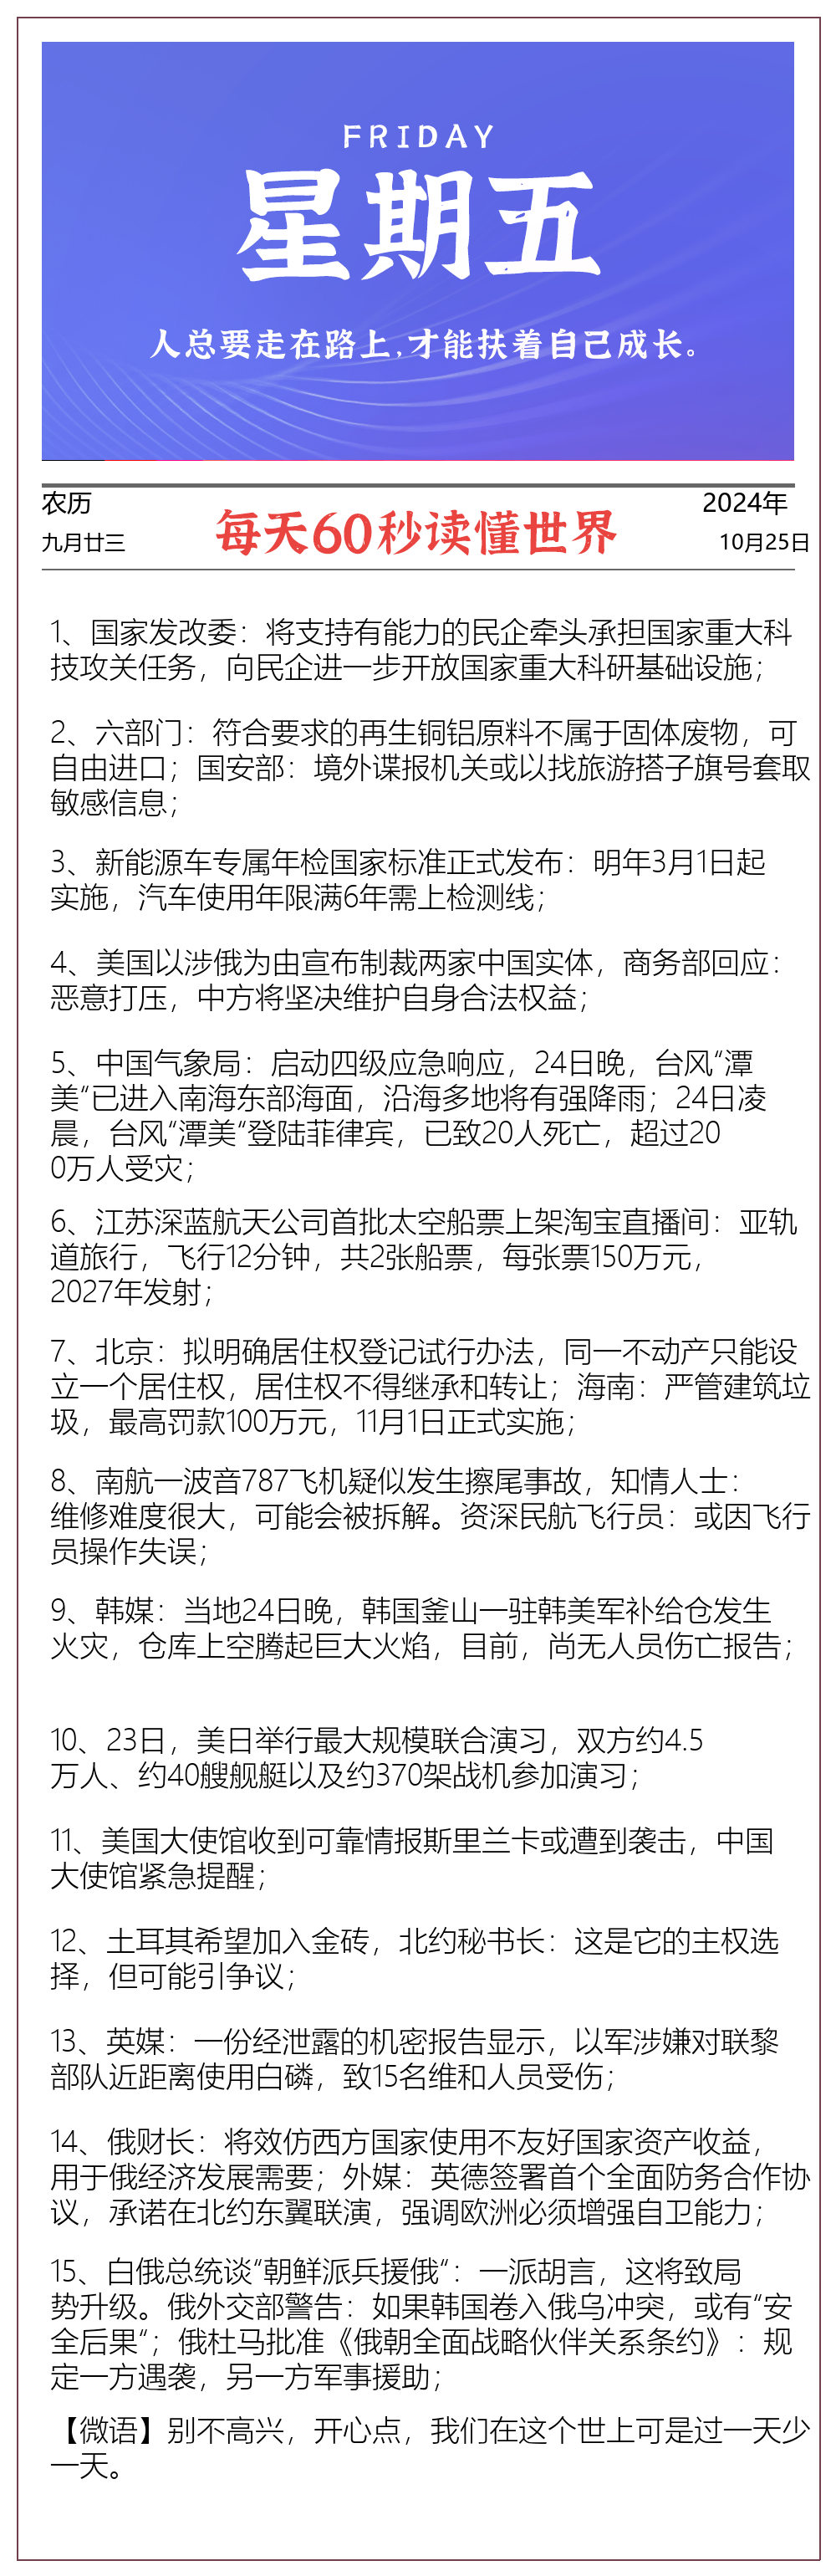 FRIDAY
星期五
人总要走在路上,才能扶着自己成长。
农历
九月廿三
每天60秒读懂世界
2024年
10月25日
1、国家发改委：将支持有能力的民企牵头承担国家重大科
技攻关任务，向民企进一步开放国家重大科研基础设施；
2、六部门：符合要求的再生铜铝原料不属于固体废物，可
自由进口；国安部：境外谍报机关或以找旅游搭子旗号套取
敏感信息；
3、新能源车专属年检国家标准正式发布：明年3月1日起
实施，汽车使用年限满6年需上检测线；
4、美国以涉俄为由宣布制裁两家中国实体，商务部回应：
恶意打压，中方将坚决维护自身合法权益；
5、中国气象局：启动四级应急响应，24日晚，台风“潭
美“已进入南海东部海面，沿海多地将有强降雨；24日凌
晨，台风“潭美“登陆菲律宾，已致20人死亡，超过20
0万人受灾；
6、江苏深蓝航天公司首批太空船票上架淘宝直播间：亚轨
道旅行，飞行12分钟，共2张船票，每张票150万元，
2027年发射；
7、北京：拟明确居住权登记试行办法，同一不动产只能设
立一个居住权，居住权不得继承和转让；海南：严管建筑垃
圾，最高罚款100万元，11月1日正式实施；
8、南航一波音787飞机疑似发生擦尾事故，知情人士：
维修难度很大，可能会被拆解。资深民航飞行员：或因飞行
员操作失误；
9、韩媒：当地24日晚，韩国釜山一驻韩美军补给仓发生
火灾，仓库上空腾起巨大火焰，目前，尚无人员伤亡报告；
10、23日，美日举行最大规模联合演习，双方约4.5
万人、约40艘舰艇以及约370架战机参加演习；
11、美国大使馆收到可靠情报斯里兰卡或遭到袭击，中国
大使馆紧急提醒；
12、土耳其希望加入金砖，北约秘书长：这是它的主权选
择，但可能引争议；
13、英媒：一份经泄露的机密报告显示，以军涉嫌对联黎
部队近距离使用白磷，致15名维和人员受伤；
14、俄财长：将效仿西方国家使用不友好国家资产收益，
用于俄经济发展需要；外媒：英德签署首个全面防务合作协
议，承诺在北约东翼联演，强调欧洲必须增强自卫能力；
15、白俄总统谈“朝鲜派兵援俄“：一派胡言，这将致局
势升级。俄外交部警告：如果韩国卷入俄乌冲突，或有“安
全后果“；俄杜马批准《俄朝全面战略伙伴关系条约》：规
定一方遇袭，另一方军事援助；
【微语】别不高兴，开心点，我们在这个世上可是过一天少
一天。